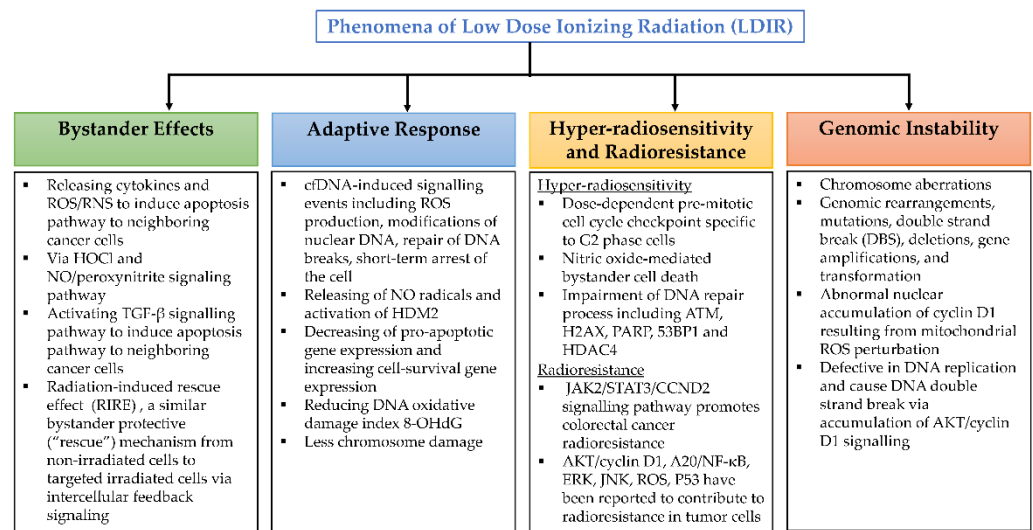 Phenomena of Low Dose Ionizing Radiation (LDIR)
Bystander Effects
▪ Releasing cytokines and
ROS/RNS to induce apoptosis
pathway to neighboring
cancer cells
▪ Via HOCl and
NO/peroxynitrite signaling
pathway
▪ Activating TGF-β signalling
pathway to induce apoptosis
pathway to neighboring
cancer cells
▪ Radiation-induced rescue
effect (RIRE) , a similar
bystander protective
(“rescue”) mechanism from
non-irradiated cells to
targeted irradiated cells via
intercellular feedback
signaling
Adaptive Response
▪ cfDNA-induced signalling
events including ROS
production, modifications of
nuclear DNA, repair of DNA
breaks, short-term arrest of
the cell
▪ Releasing of NO radicals and
activation of HDM2
▪ Decreasing of pro-apoptotic
gene expression and
increasing cell-survival gene
expression
▪ Reducing DNA oxidative
damage index 8-OHdG
▪ Less chromosome damage
Hyper-radiosensitivity
and Radioresistance
Hyper-radiosensitivity
▪ Dose-dependent pre-mitotic
cell cycle checkpoint specific
to G2 phase cells
▪ Nitric oxide-mediated
bystander cell death
▪ Impairment of DNA repair
process including ATM,
H2AX, PARP, 53BP1 and
HDAC4
Radioresistance
▪ JAK2/STAT3/CCND2
signalling pathway promotes
colorectal cancer
radioresistance
▪ AKT/cyclin D1, A20/NF-κB,
ERK, JNK, ROS, P53 have
been reported to contribute to
radioresistance in tumor cells
Genomic Instability
▪ Chromosome aberrations
▪ Genomic rearrangements,
mutations, double strand
break (DBS), deletions, gene
amplifications, and
transformation
▪ Abnormal nuclear
accumulation of cyclin D1
resulting from mitochondrial
ROS perturbation
▪ Defective in DNA replication
and cause DNA double
strand break via
accumulation of AKT/cyclin
D1 signalling